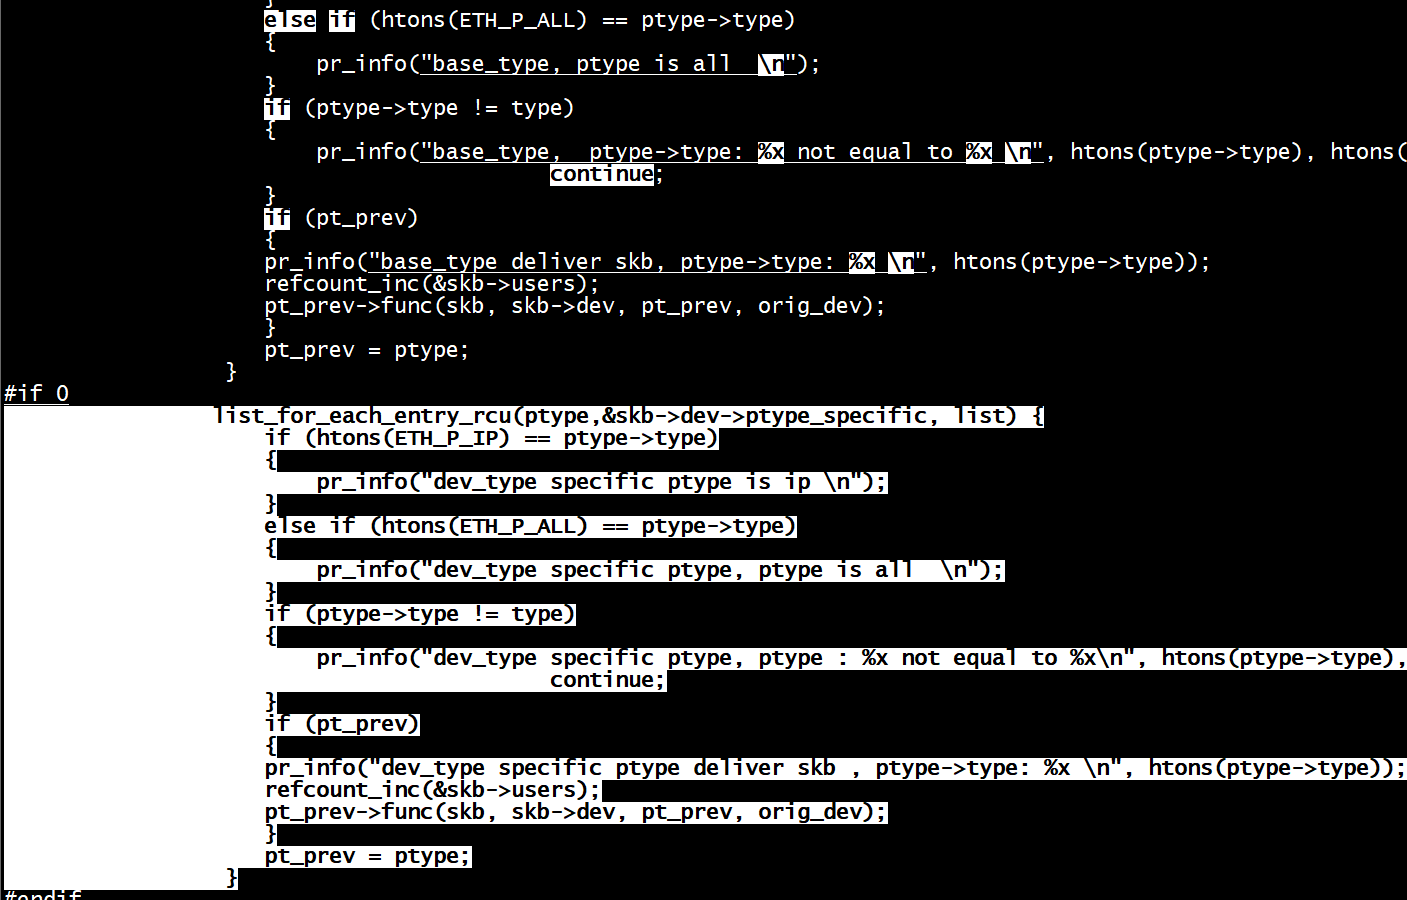 }
else if (htons(ETH_P_ALL) == ptype->type)
{
pr_info("base_type, ptype is all  \n");
}
if (ptype->type != type)
{
pr_info("base_type,  ptype->type: %x not equal to %x \n", htons(ptype->type), htons(
continue;
}
if (pt_prev)
{
pr_info("base_type deliver skb, ptype->type: %x \n", htons(ptype->type));
refcount_inc(&skb->users);
pt_prev->func(skb, skb->dev, pt_prev, orig_dev);
}
pt_prev = ptype;
}
#if 0
list_for_each_entry_rcu(ptype,&skb->dev->ptype_specific, list) {
if (htons(ETH_P_IP) == ptype->type)
{
pr_info("dev_type specific ptype is ip \n");
}
else if (htons(ETH_P_ALL) == ptype->type)
{
pr_info("dev_type specific ptype, ptype is all  \n");
}
if (ptype->type != type)
{
pr_info("dev_type specific ptype, ptype : %x not equal to %x\n", htons(ptype->type),
continue;
}
if (pt_prev)
{
pr_info("dev_type specific ptype deliver skb , ptype->type: %x \n", htons(ptype->type));
refcount_inc(&skb->users);
pt_prev->func(skb, skb->dev, pt_prev, orig_dev);
}
pt_prev = ptype;
}
#endif